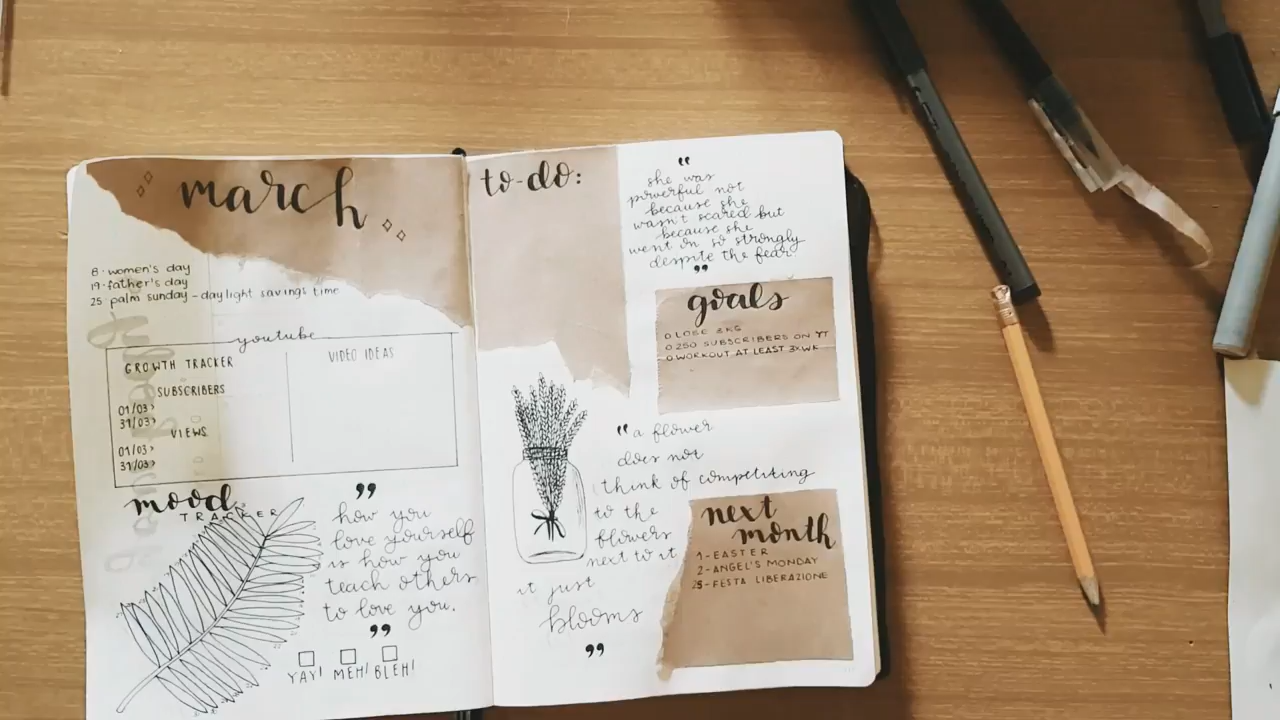 march
8 · women's day
19 · father's day
25 · palm sunday - daylight savings time
youtube
GROWTH TRACKER
SUBSCRIBERS
01/03>
31/03>
VIEWS
01/03>
31/03>
VIDEO IDEAS
mood
TRACKER
"
how you
love yourself
is how you
teach others
to love you.
"
YAY! MEH! BLEH!
to-do:
"
she was
powerful not
because she
wasn't scared but
because she
went on so strongly
despite the fear.
"
goals
O LOSE 3KG
O 250 SUBSCRIBERS ON YT
O WORKOUT AT LEAST 3XWK
"a flower
does not
think of competiting
to the
flowers
next to it
it just
blooms
"
next
month
1 - EASTER
2 - ANGEL'S MONDAY
25 - FESTA LIBERAZIONE